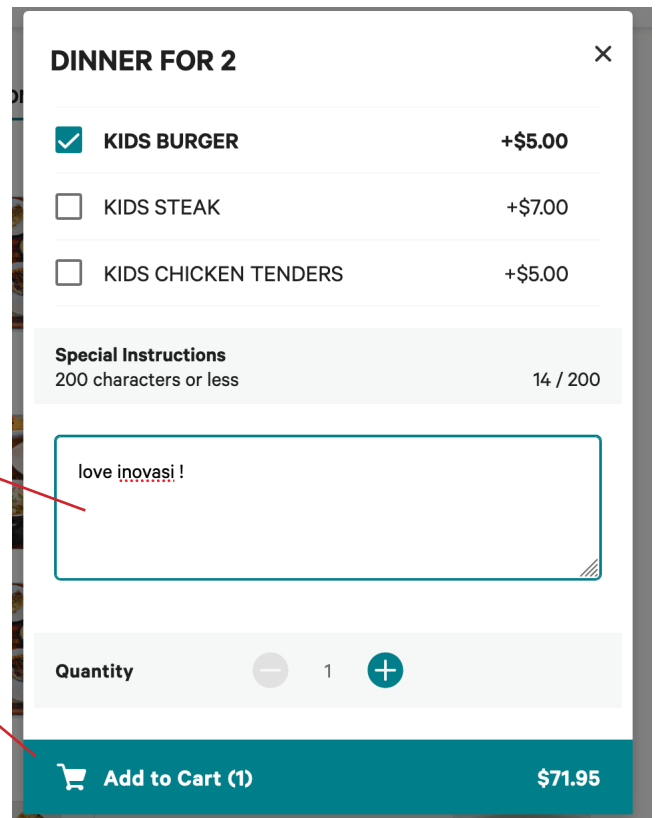 DINNER FOR 2
KIDS BURGER +$5.00
KIDS STEAK +$7.00
KIDS CHICKEN TENDERS +$5.00
Special Instructions
200 characters or less 14 / 200
love inovasi !
Quantity 1
Add to Cart (1) $71.95